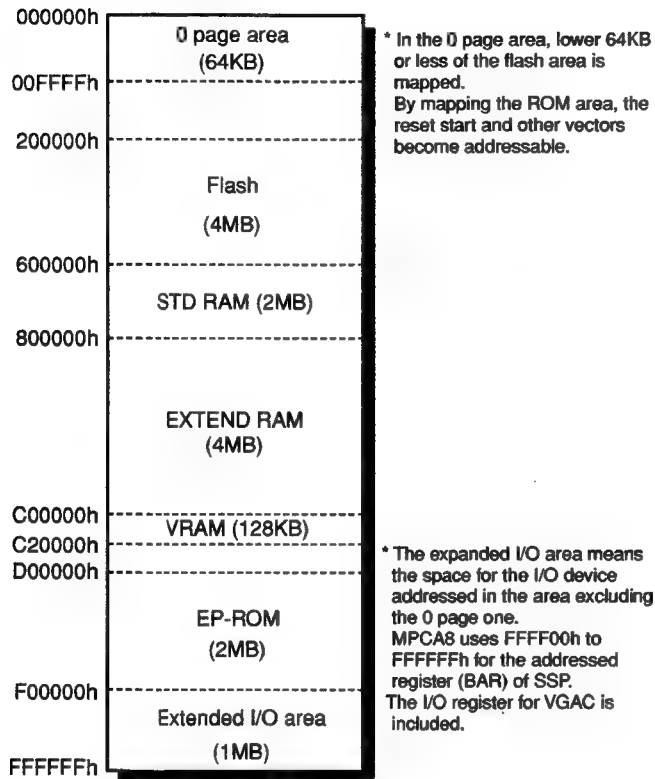 000000h
0 page area
(64KB)
00FFFFh
200000h
Flash
(4MB)
600000h
STD RAM (2MB)
800000h
EXTEND RAM
(4MB)
C00000h
VRAM (128KB)
C20000h
D00000h
EP-ROM
(2MB)
F00000h
Extended I/O area
(1MB)
FFFFFFh
* In the 0 page area, lower 64KB
or less of the flash area is
mapped.
By mapping the ROM area, the
reset start and other vectors
become addressable.
* The expanded I/O area means
the space for the I/O device
addressed in the area excluding
the 0 page one.
MPCA8 uses FFFF00h to
FFFFFFh for the addressed
register (BAR) of SSP.
The I/O register for VGAC is
included.